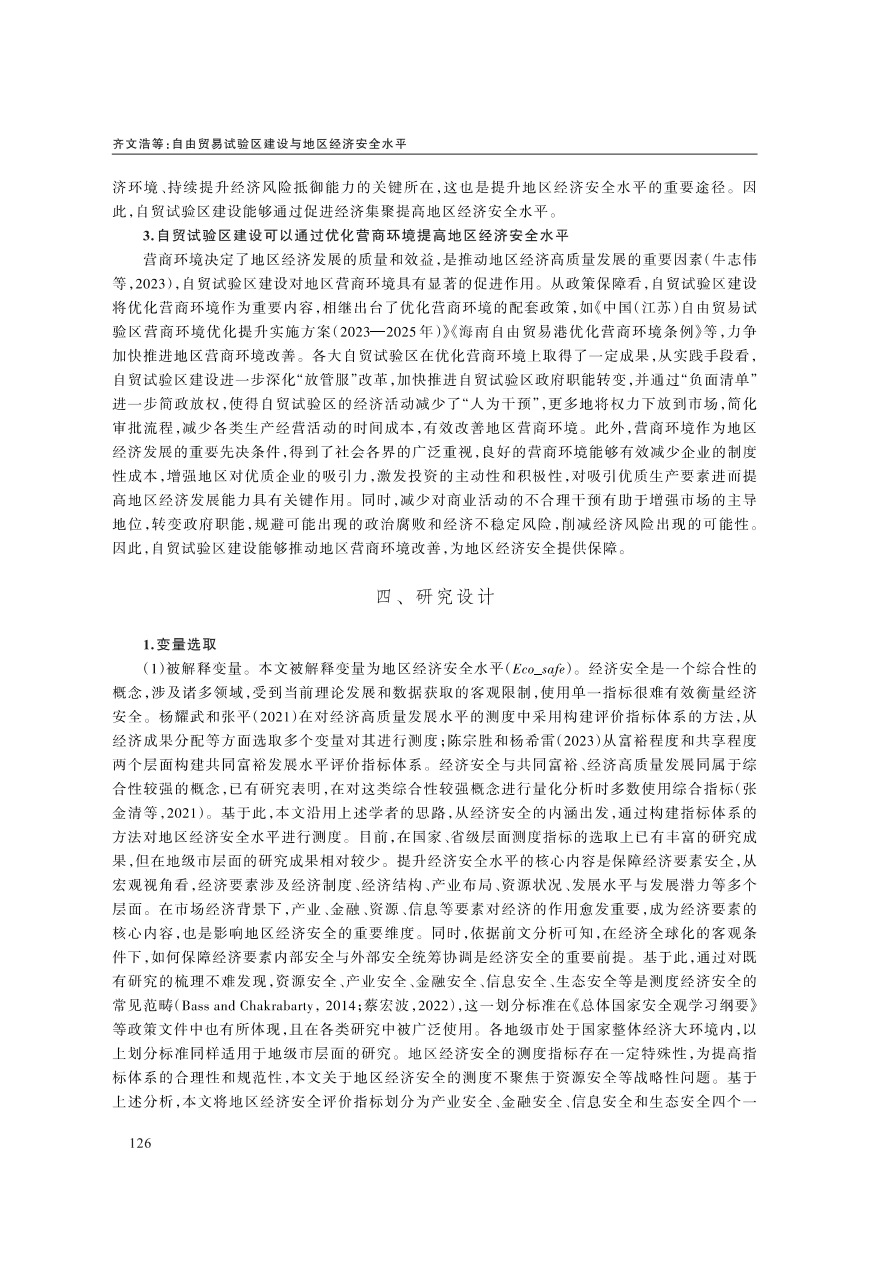 齐文浩等:自由贸易试验区建设与地区经济安全水平
济环境、持续提升经济风险抵御能力的关键所在,这也是提升地区经济安全水平的重要途径。因
此,自贸试验区建设能够通过促进经济集聚提高地区经济安全水平。
3.自贸试验区建设可以通过优化营商环境提高地区经济安全水平
营商环境决定了地区经济发展的质量和效益,是推动地区经济高质量发展的重要因素(牛志伟
等,2023),自贸试验区建设对地区营商环境具有显著的促进作用。从政策保障看,自贸试验区建设
将优化营商环境作为重要内容,相继出台了优化营商环境的配套政策,如《中国(江苏)自由贸易试
验区营商环境优化提升实施方案(2023—2025年)》《海南自由贸易港优化营商环境条例》等,力争
加快推进地区营商环境改善。各大自贸试验区在优化营商环境上取得了一定成果,从实践手段看,
自贸试验区建设进一步深化“放管服”改革,加快推进自贸试验区政府职能转变,并通过“负面清单”
进一步简政放权,使得自贸试验区的经济活动减少了“人为干预”,更多地将权力下放到市场,简化
审批流程,减少各类生产经营活动的时间成本,有效改善地区营商环境。此外,营商环境作为地区
经济发展的重要先决条件,得到了社会各界的广泛重视,良好的营商环境能够有效减少企业的制度
性成本,增强地区对优质企业的吸引力,激发投资的主动性和积极性,对吸引优质生产要素进而提
高地区经济发展能力具有关键作用。同时,减少对商业活动的不合理干预有助于增强市场的主导
地位,转变政府职能,规避可能出现的政治腐败和经济不稳定风险,削减经济风险出现的可能性。
因此,自贸试验区建设能够推动地区营商环境改善,为地区经济安全提供保障。
四、研究设计
1.变量选取
(1)被解释变量。本文被解释变量为地区经济安全水平(Eco_safe)。经济安全是一个综合性的
概念,涉及诸多领域,受到当前理论发展和数据获取的客观限制,使用单一指标很难有效衡量经济
安全。杨耀武和张平(2021)在对经济高质量发展水平的测度中采用构建评价指标体系的方法,从
经济成果分配等方面选取多个变量对其进行测度;陈宗胜和杨希雷(2023)从富裕程度和共享程度
两个层面构建共同富裕发展水平评价指标体系。经济安全与共同富裕、经济高质量发展同属于综
合性较强的概念,已有研究表明,在对这类综合性较强概念进行量化分析时多数使用综合指标(张
金清等,2021)。基于此,本文沿用上述学者的思路,从经济安全的内涵出发,通过构建指标体系的
方法对地区经济安全水平进行测度。目前,在国家、省级层面测度指标的选取上已有丰富的研究成
果,但在地级市层面的研究成果相对较少。提升经济安全水平的核心内容是保障经济要素安全,从
宏观视角看,经济要素涉及经济制度、经济结构、产业布局、资源状况、发展水平与发展潜力等多个
层面。在市场经济背景下,产业、金融、资源、信息等要素对经济的作用愈发重要,成为经济要素的
核心内容,也是影响地区经济安全的重要维度。同时,依据前文分析可知,在经济全球化的客观条
件下,如何保障经济要素内部安全与外部安全统筹协调是经济安全的重要前提。基于此,通过对既
有研究的梳理不难发现,资源安全、产业安全、金融安全、信息安全、生态安全等是测度经济安全的
常见范畴(Bass and Chakrabarty, 2014;蔡宏波,2022),这一划分标准在《总体国家安全观学习纲要》
等政策文件中也有所体现,且在各类研究中被广泛使用。各地级市处于国家整体经济大环境内,以
上划分标准同样适用于地级市层面的研究。地区经济安全的测度指标存在一定特殊性,为提高指
标体系的合理性和规范性,本文关于地区经济安全的测度不聚焦于资源安全等战略性问题。基于
上述分析,本文将地区经济安全评价指标划分为产业安全、金融安全、信息安全和生态安全四个一
126